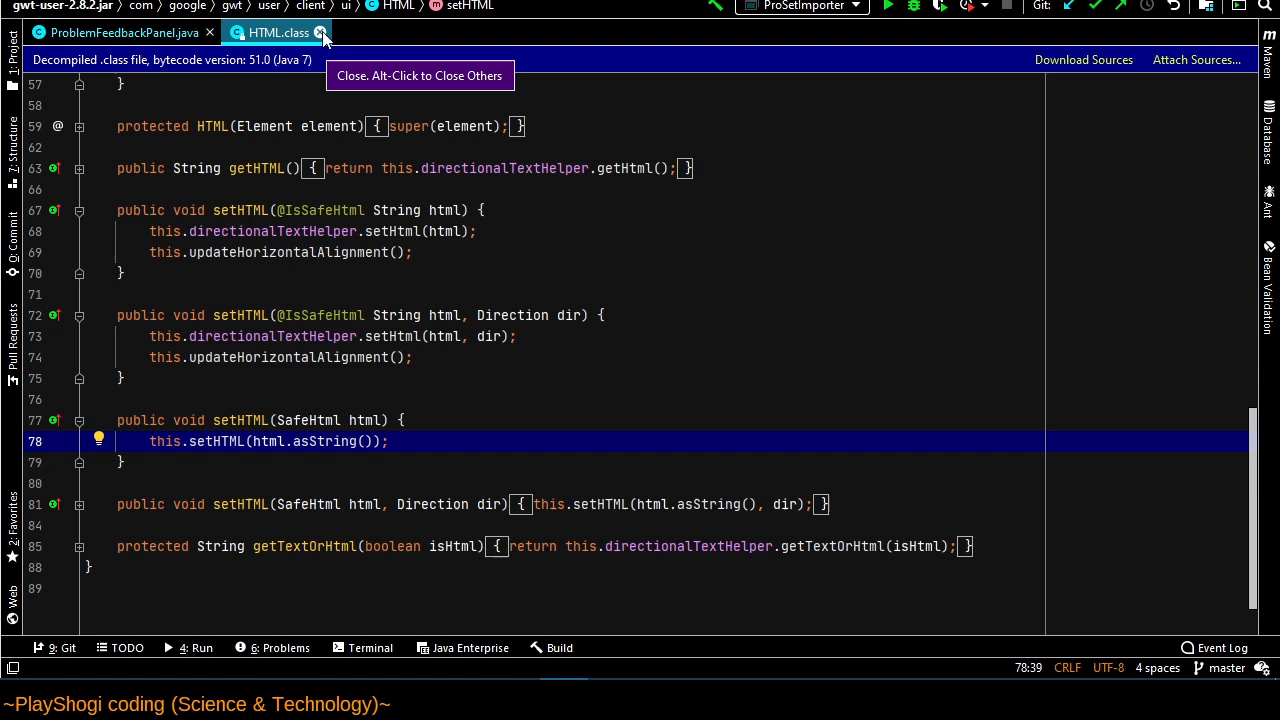 gwt-user-2.8.2.jar › com › google › gwt › user › client › ui › HTML › setHTML
ProSetImporter
Git:
ProblemFeedbackPanel.java
HTML.class
Decompiled .class file, bytecode version: 51.0 (Java 7)
Download Sources
Attach Sources...
Close. Alt-Click to Close Others
57 }
58
59 @ protected HTML(Element element) { super(element); }
62
63 public String getHTML() { return this.directionalTextHelper.getHtml(); }
66
67 public void setHTML(@IsSafeHtml String html) {
68 this.directionalTextHelper.setHtml(html);
69 this.updateHorizontalAlignment();
70 }
71
72 public void setHTML(@IsSafeHtml String html, Direction dir) {
73 this.directionalTextHelper.setHtml(html, dir);
74 this.updateHorizontalAlignment();
75 }
76
77 public void setHTML(SafeHtml html) {
78 this.setHTML(html.asString());
79 }
80
81 public void setHTML(SafeHtml html, Direction dir) { this.setHTML(html.asString(), dir); }
84
85 protected String getTextOrHtml(boolean isHtml) { return this.directionalTextHelper.getTextOrHtml(isHtml); }
88 }
89
1: Project
7: Structure
0: Commit
Pull Requests
2: Favorites
Web
m Maven
Database
Ant
Bean Validation
9: Git
TODO
4: Run
6: Problems
Terminal
Java Enterprise
Build
Event Log
78:39 CRLF UTF-8 4 spaces master
~PlayShogi coding (Science & Technology)~